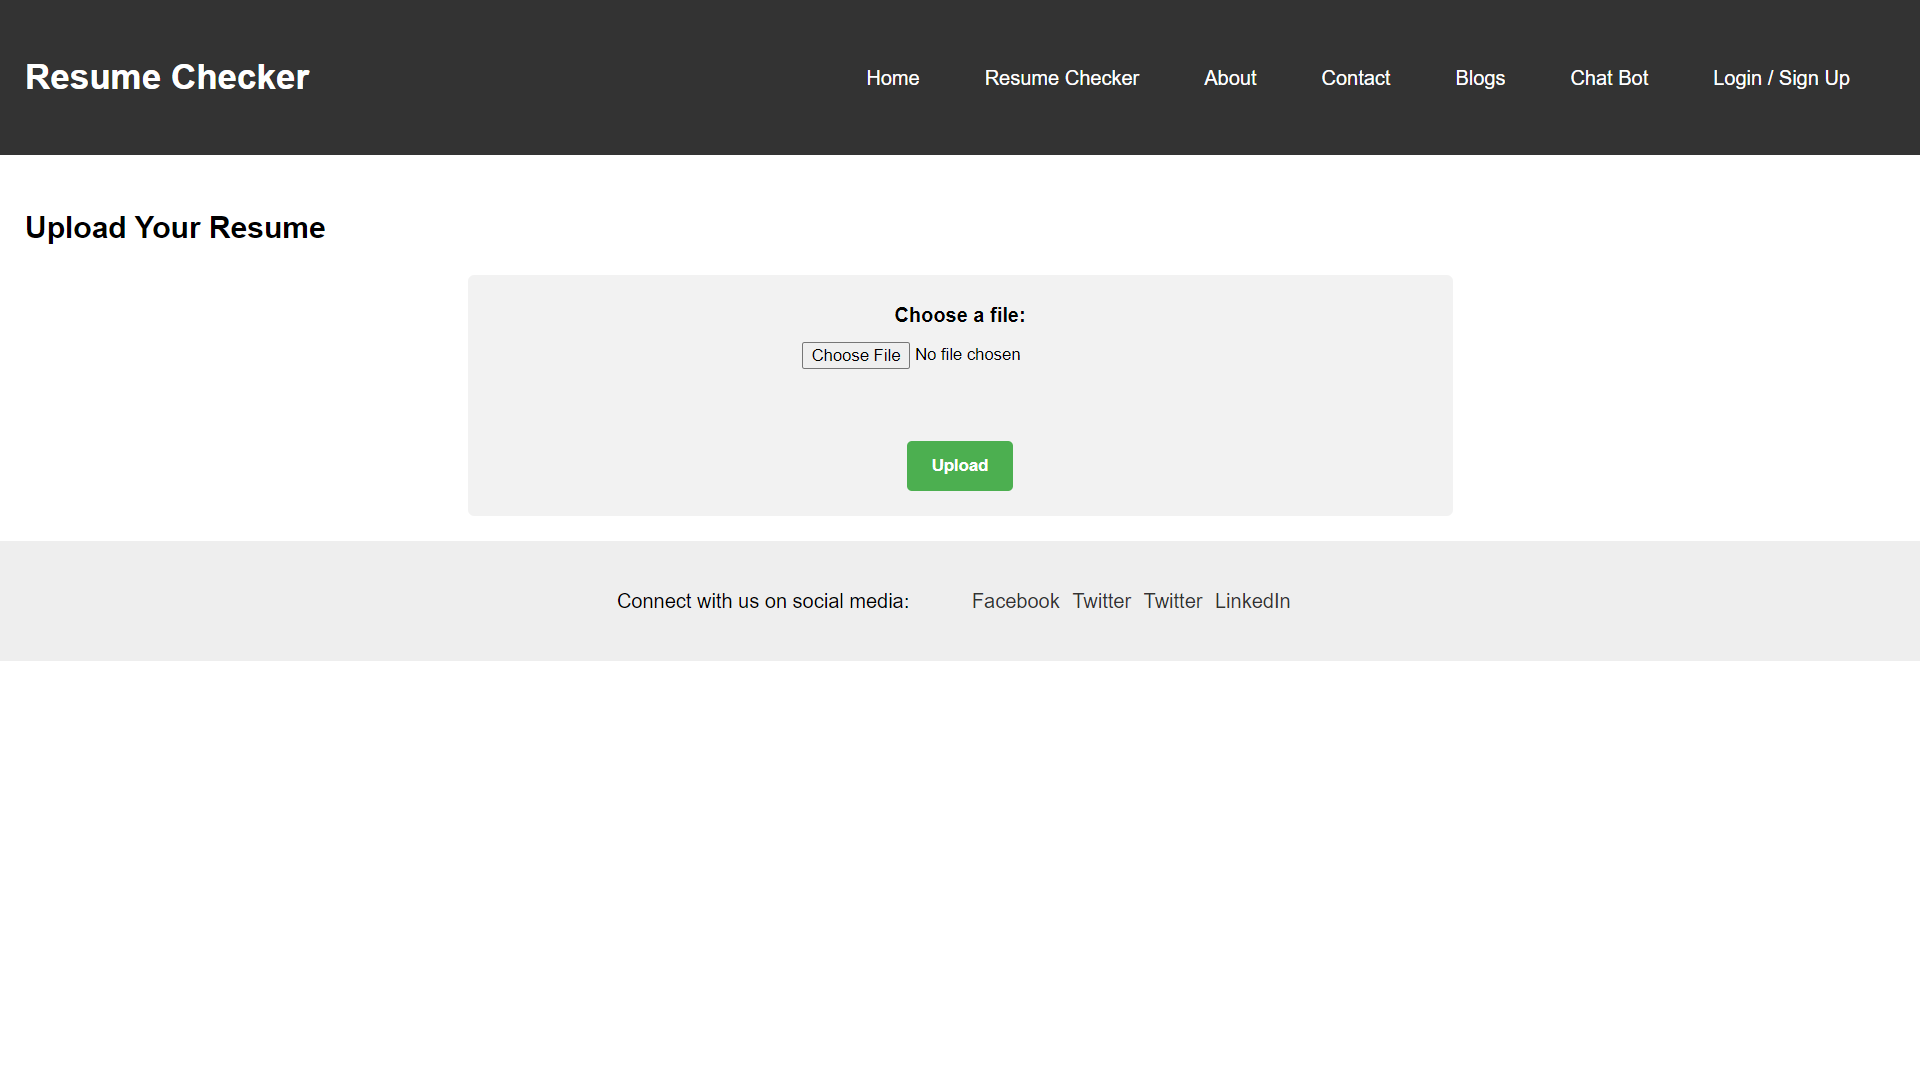 Resume Checker
Home Resume Checker About Contact Blogs Chat Bot Login / Sign Up
Upload Your Resume
Choose a file:
Choose File No file chosen
Upload
Connect with us on social media: Facebook Twitter Twitter LinkedIn